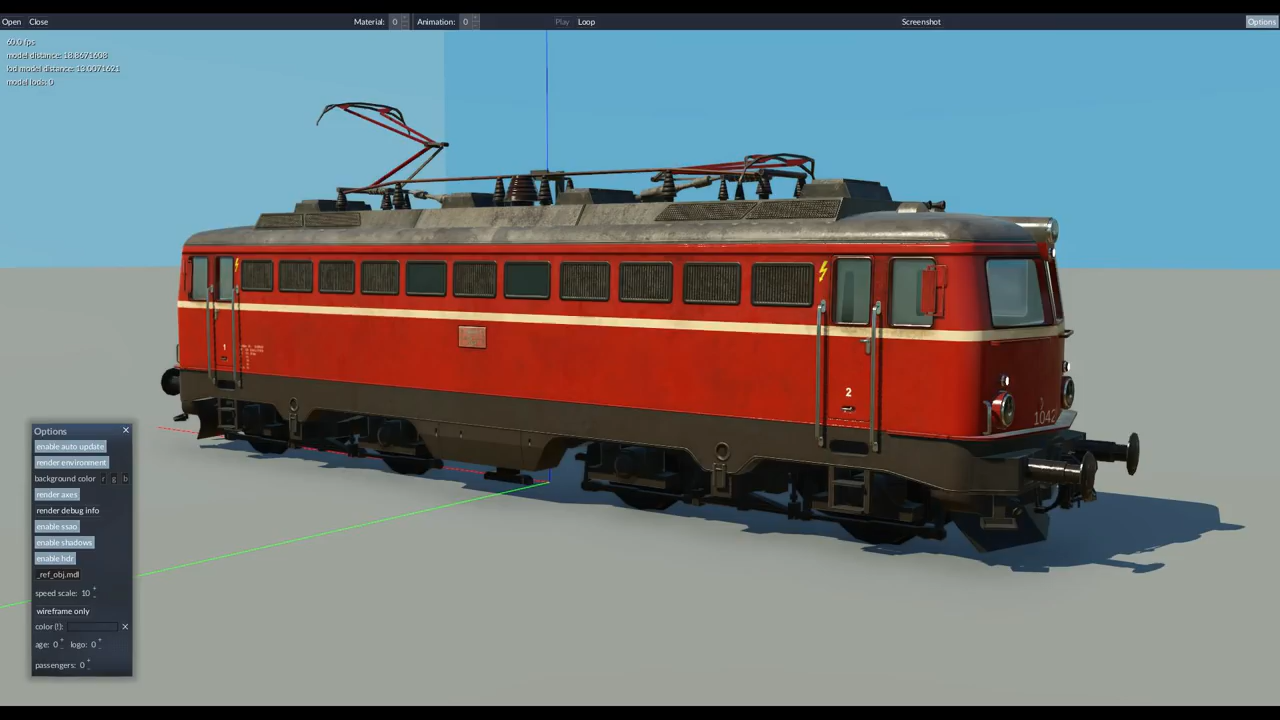 Open Close Material: 0 Animation: 0 Play Loop Screenshot Options
60.0 fps
model distance: 18.8671608
lod model distance: 13.0071621
model lods: 0
1
2
1042
Options
enable auto update
render environment
background color r g b
render axes
render debug info
enable ssao
enable shadows
enable hdr
_ref_obj.mdl
speed scale: 10
wireframe only
color (!):
age: 0 logo: 0
passengers: 0